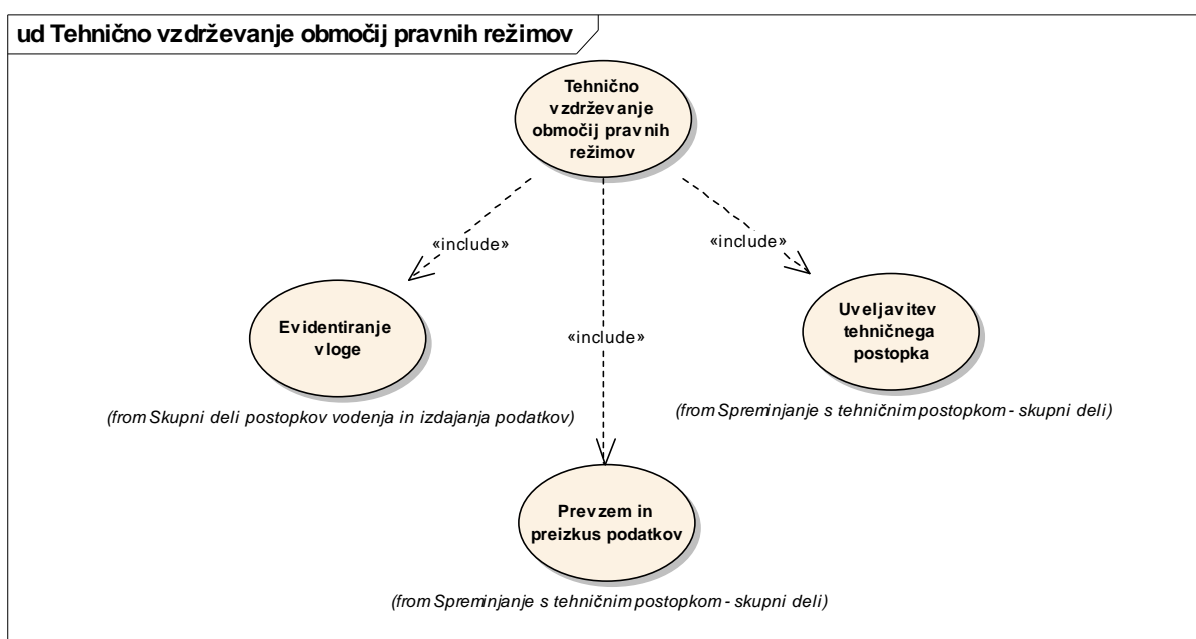 ud Tehnično vzdrževanje območij pravnih režimov
Tehnično
vzdrževanje
območij pravnih
režimov
«include»
«include»
«include»
Evidentiranje
vloge
(from Skupni deli postopkov vodenja in izdajanja podatkov)
Uveljavitev
tehničnega
postopka
(from Spreminjanje s tehničnim postopkom - skupni deli)
Prevzem in
preizkus podatkov
(from Spreminjanje s tehničnim postopkom - skupni deli)